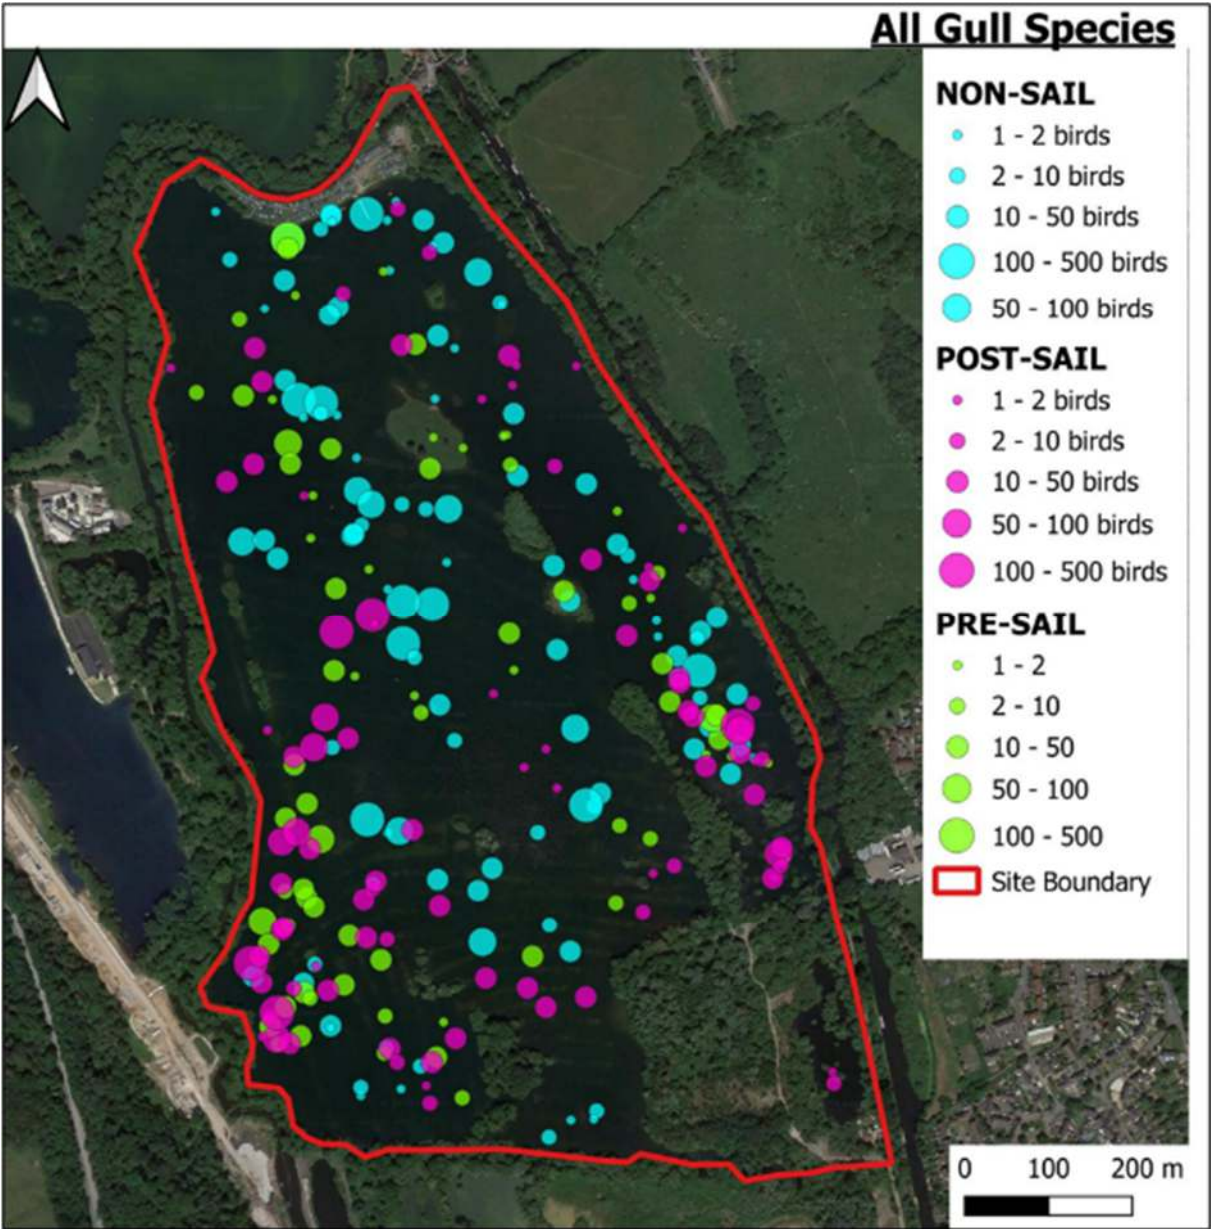 All Gull Species
NON-SAIL
1 - 2 birds
2 - 10 birds
10 - 50 birds
100 - 500 birds
50 - 100 birds
POST-SAIL
1 - 2 birds
2 - 10 birds
10 - 50 birds
50 - 100 birds
100 - 500 birds
PRE-SAIL
1 - 2
2 - 10
10 - 50
50 - 100
100 - 500
Site Boundary
0 100 200 m